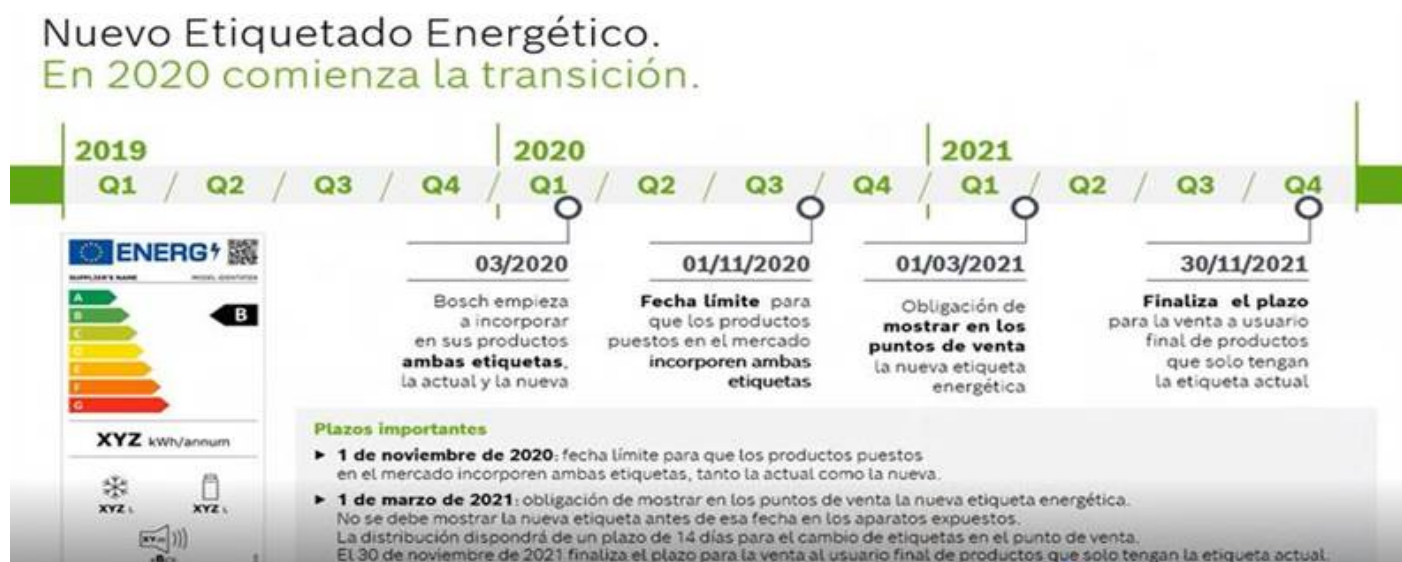 Nuevo Etiquetado Energético.
En 2020 comienza la transición.
2019
2020
2021
Q1 / Q2 / Q3 / Q4 / Q1 / Q2 / Q3 / Q4 / Q1 / Q2 / Q3 / Q4
ENERG
SUPPLIER'S NAME MODEL IDENTIFIER
A
B
C
D
E
F
G
B
XYZ kWh/annum
XYZ L
XYZ L
03/2020
Bosch empieza
a incorporar
en sus productos
ambas etiquetas,
la actual y la nueva
01/11/2020
Fecha límite para
que los productos
puestos en el mercado
incorporen ambas
etiquetas
01/03/2021
Obligación de
mostrar en los
puntos de venta
la nueva etiqueta
energética
30/11/2021
Finaliza el plazo
para la venta a usuario
final de productos
que solo tengan
la etiqueta actual
Plazos importantes
▶ 1 de noviembre de 2020: fecha límite para que los productos puestos
en el mercado incorporen ambas etiquetas, tanto la actual como la nueva.
▶ 1 de marzo de 2021: obligación de mostrar en los puntos de venta la nueva etiqueta energética.
No se debe mostrar la nueva etiqueta antes de esa fecha en los aparatos expuestos.
La distribución dispondrá de un plazo de 14 días para el cambio de etiquetas en el punto de venta.
El 30 de noviembre de 2021 finaliza el plazo para la venta al usuario final de productos que solo tengan la etiqueta actual.